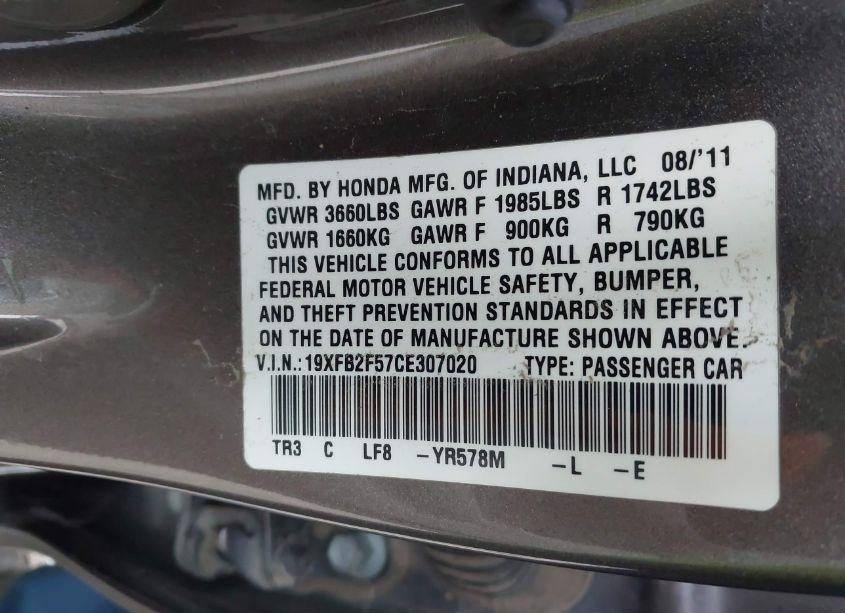 MFD. BY HONDA MFG. OF INDIANA, LLC 08/'11
GVWR 3660LBS GAWR F 1985LBS R 1742LBS
GVWR 1660KG GAWR F 900KG R 790KG
THIS VEHICLE CONFORMS TO ALL APPLICABLE
FEDERAL MOTOR VEHICLE SAFETY, BUMPER,
AND THEFT PREVENTION STANDARDS IN EFFECT
ON THE DATE OF MANUFACTURE SHOWN ABOVE.
V.I.N.:19XFB2F57CE307020 TYPE: PASSENGER CAR
TR3 C LF8 -YR578M -L -E